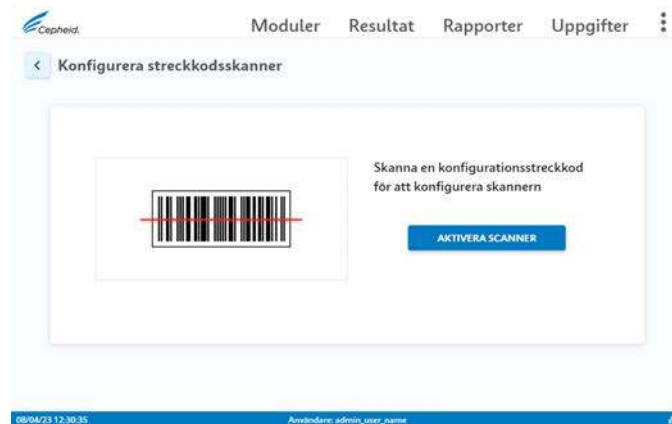 Cepheid.
Moduler Resultat Rapporter Uppgifter
Konfigurera streckkodsskanner
Skanna en konfigurationsstreckkod
för att konfigurera skannern
AKTIVERA SCANNER
08/04/23 12:30:35 Användare: admin_user_name